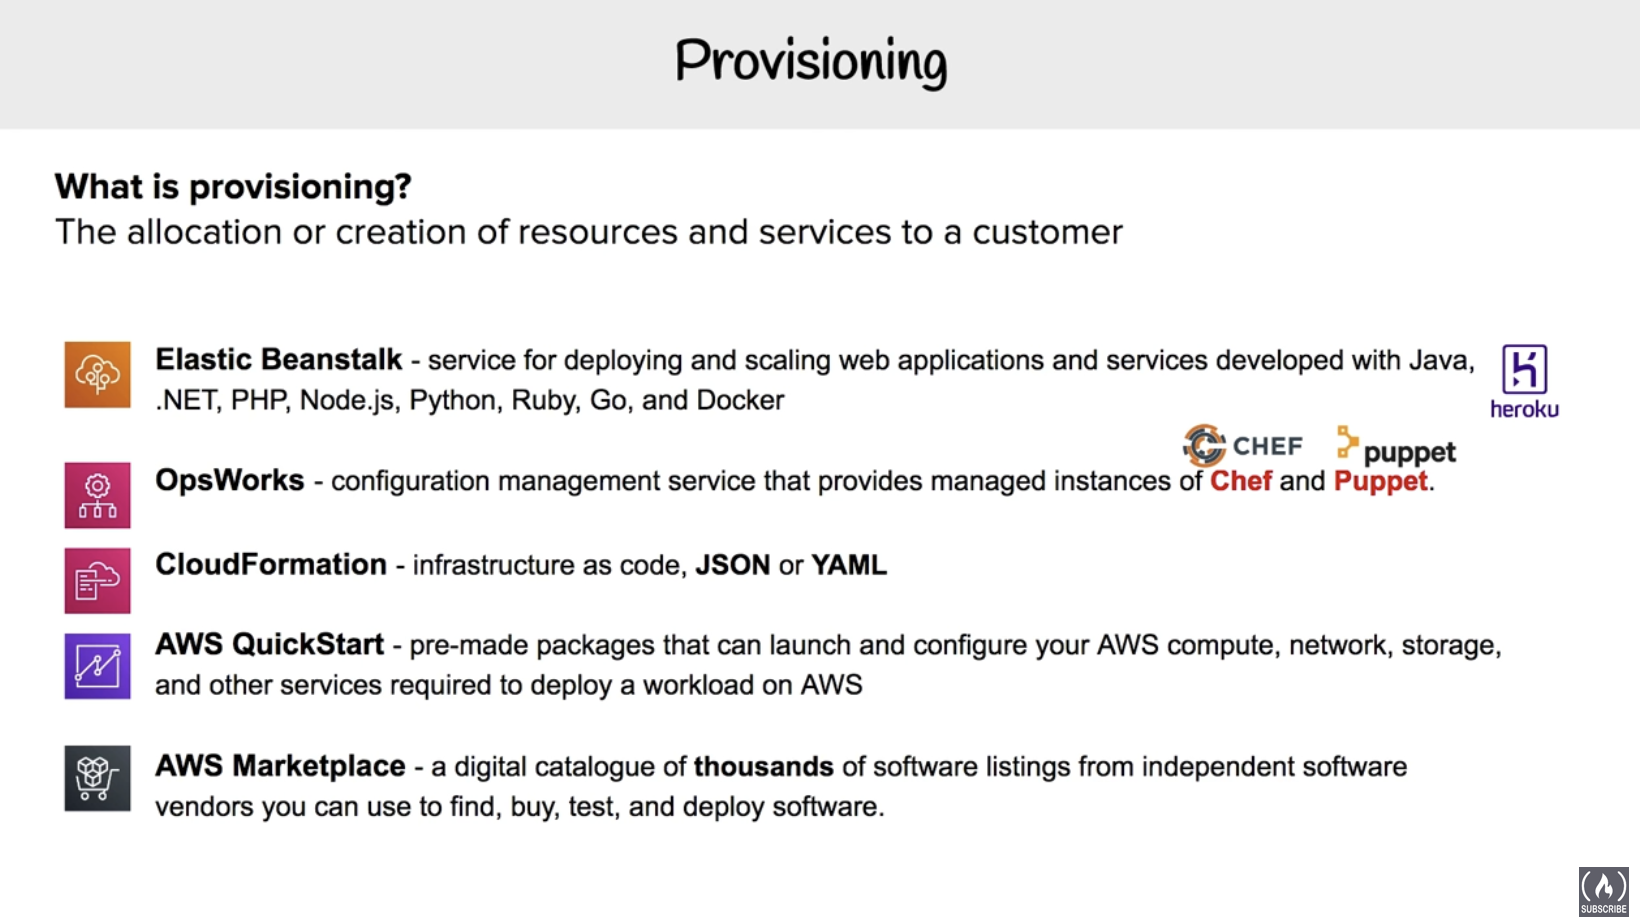 Provisioning
What is provisioning?
The allocation or creation of resources and services to a customer
Elastic Beanstalk - service for deploying and scaling web applications and services developed with Java,
.NET, PHP, Node.js, Python, Ruby, Go, and Docker
heroku
CHEF puppet
OpsWorks - configuration management service that provides managed instances of Chef and Puppet.
CloudFormation - infrastructure as code, JSON or YAML
AWS QuickStart - pre-made packages that can launch and configure your AWS compute, network, storage,
and other services required to deploy a workload on AWS
AWS Marketplace - a digital catalogue of thousands of software listings from independent software
vendors you can use to find, buy, test, and deploy software.
SUBSCRIBE